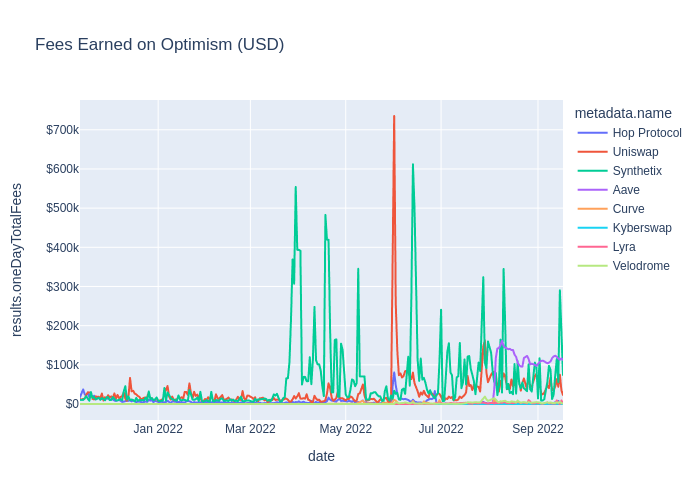 Fees Earned on Optimism (USD)
metadata.name
Hop Protocol
Uniswap
Synthetix
Aave
Curve
Kyberswap
Lyra
Velodrome
results.oneDayTotalFees
$700k
$600k
$500k
$400k
$300k
$200k
$100k
$0
Jan 2022
Mar 2022
May 2022
Jul 2022
Sep 2022
date